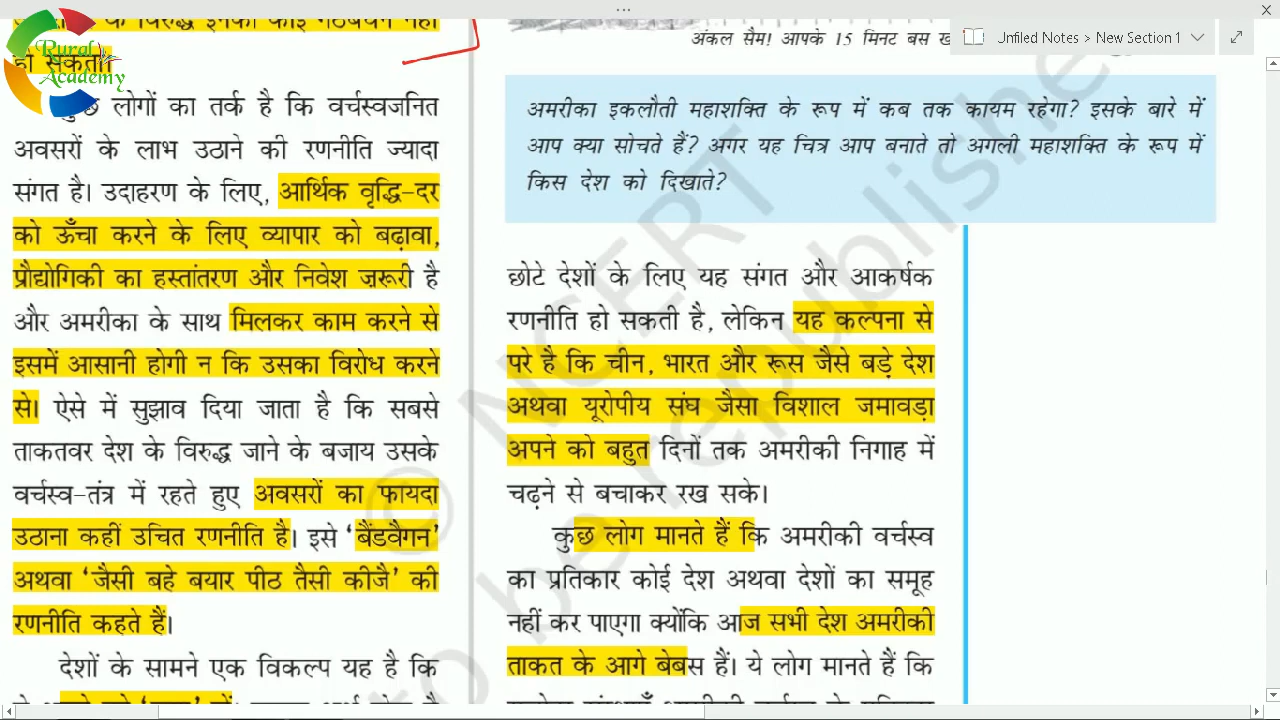 Rural
Academy
हो सकता।
कुछ लोगों का तर्क है कि वर्चस्वजनित
अवसरों के लाभ उठाने की रणनीति ज्यादा
संगत है। उदाहरण के लिए, आर्थिक वृद्धि-दर
को ऊँचा करने के लिए व्यापार को बढ़ावा,
प्रौद्योगिकी का हस्तांतरण और निवेश ज़रूरी है
और अमरीका के साथ मिलकर काम करने से
इसमें आसानी होगी न कि उसका विरोध करने
से। ऐसे में सुझाव दिया जाता है कि सबसे
ताकतवर देश के विरुद्ध जाने के बजाय उसके
वर्चस्व-तंत्र में रहते हुए अवसरों का फायदा
उठाना कहीं उचित रणनीति है। इसे ‘बैंडवैगन’
अथवा ‘जैसी बहे बयार पीठ तैसी कीजै’ की
रणनीति कहते हैं।
देशों के सामने एक विकल्प यह है कि
अंकल सैम! आपके 15 मिनट बस
Unfiled Notes > New Section 1
अमरीका इकलौती महाशक्ति के रूप में कब तक कायम रहेगा? इसके बारे में
आप क्या सोचते हैं? अगर यह चित्र आप बनाते तो अगली महाशक्ति के रूप में
किस देश को दिखाते?
छोटे देशों के लिए यह संगत और आकर्षक
रणनीति हो सकती है, लेकिन यह कल्पना से
परे है कि चीन, भारत और रूस जैसे बड़े देश
अथवा यूरोपीय संघ जैसा विशाल जमावड़ा
अपने को बहुत दिनों तक अमरीकी निगाह में
चढ़ने से बचाकर रख सके।
कुछ लोग मानते हैं कि अमरीकी वर्चस्व
का प्रतिकार कोई देश अथवा देशों का समूह
नहीं कर पाएगा क्योंकि आज सभी देश अमरीकी
ताकत के आगे बेबस हैं। ये लोग मानते हैं कि
© NCERT
to be republished